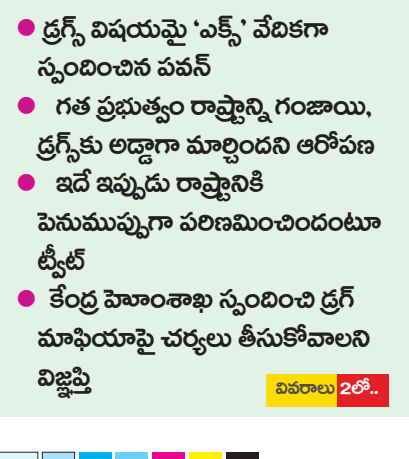 ● డ్రగ్స్ విషయమై ‘ఎక్స్’ వేదికగా
స్పందించిన పవన్
● గత ప్రభుత్వం రాష్ట్రాన్ని గంజాయి,
డ్రగ్స్‌కు అడ్డాగా మార్చిందని ఆరోపణ
● ఇదే ఇప్పుడు రాష్ట్రానికి
పెనుముప్పుగా పరిణమించిందంటూ
ట్వీట్
● కేంద్ర హెూంశాఖ స్పందించి డ్రగ్
మాఫియాపై చర్యలు తీసుకోవాలని
విజ్ఞప్తి
వివరాలు 2లో..